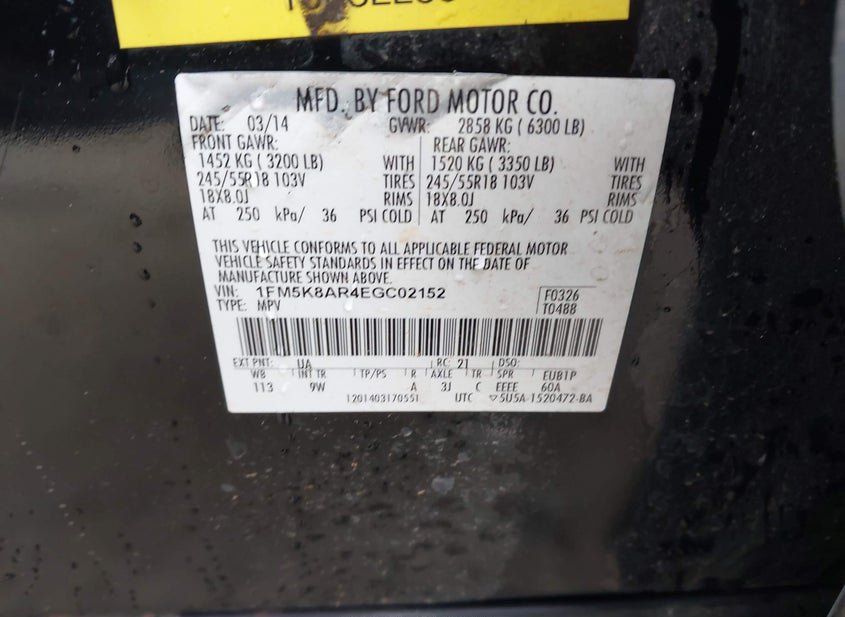 MFD. BY FORD MOTOR CO.
DATE: 03/14 GVWR: 2858 KG ( 6300 LB)
FRONT GAWR: REAR GAWR:
1452 KG ( 3200 LB) WITH 1520 KG ( 3350 LB) WITH
245/55R18 103V TIRES 245/55R18 103V TIRES
18X8.0J RIMS 18X8.0J RIMS
AT 250 kPa/ 36 PSI COLD AT 250 kPa/ 36 PSI COLD
THIS VEHICLE CONFORMS TO ALL APPLICABLE FEDERAL MOTOR
VEHICLE SAFETY STANDARDS IN EFFECT ON THE DATE OF
MANUFACTURE SHOWN ABOVE.
VIN: 1FM5K8AR4EGC02152 F0326
TYPE: MPV T0488
EXT PNT: UA RC: 21 DSO:
WB INT TR TP/PS R AXLE TR SPR EUB1P
113 9W A 3J C EEEE 60A
1201403170551 UTC ▽5U5A-1520472-BA